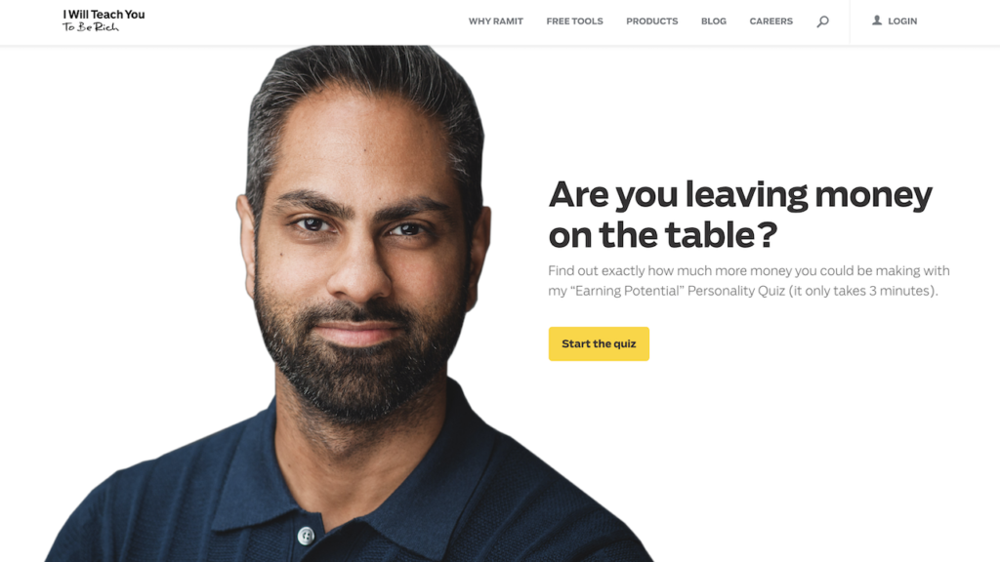 I Will Teach You
To Be Rich
WHY RAMIT
FREE TOOLS
PRODUCTS
BLOG
CAREERS
LOGIN
Are you leaving money
on the table?
Find out exactly how much more money you could be making with
my “Earning Potential” Personality Quiz (it only takes 3 minutes).
Start the quiz